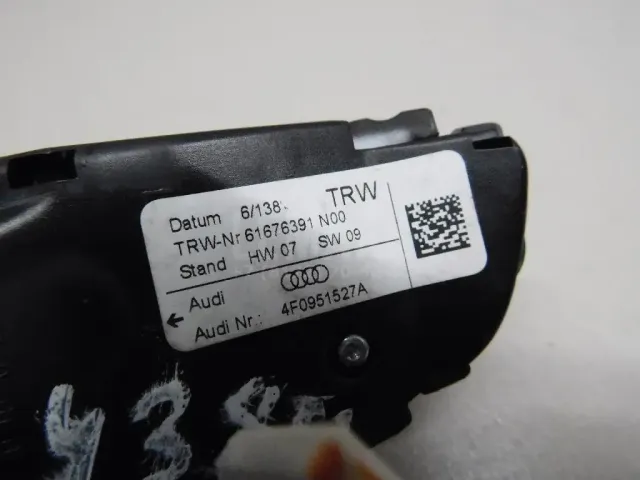 Datum 6/138 TRW
TRW-Nr 61676391 N00
Stand HW 07 SW 09
Audi
← Audi Nr.: 4F0951527A